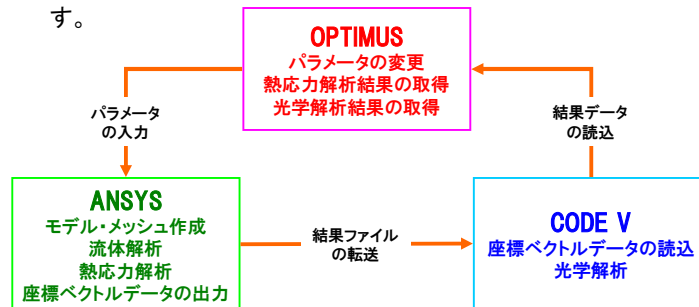 す。
OPTIMUS
パラメータの変更
熱応力解析結果の取得
光学解析結果の取得
パラメータ
の入力
結果データ
の読込
ANSYS
モデル・メッシュ作成
流体解析
熱応力解析
座標ベクトルデータの出力
結果ファイル
の転送
CODE V
座標ベクトルデータの読込
光学解析